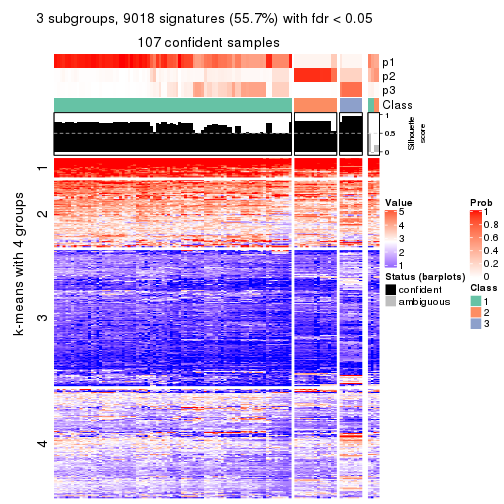 3 subgroups, 9018 signatures (55.7%) with fdr < 0.05
107 confident samples
p1
p2
p3
Class
1
0.5
0
Silhouette
score
k-means with 4 groups
1
2
3
4
Value
5
4
3
2
1
Status (barplots)
confident
ambiguous
Prob
1
0.8
0.6
0.4
0.2
0
Class
1
2
3